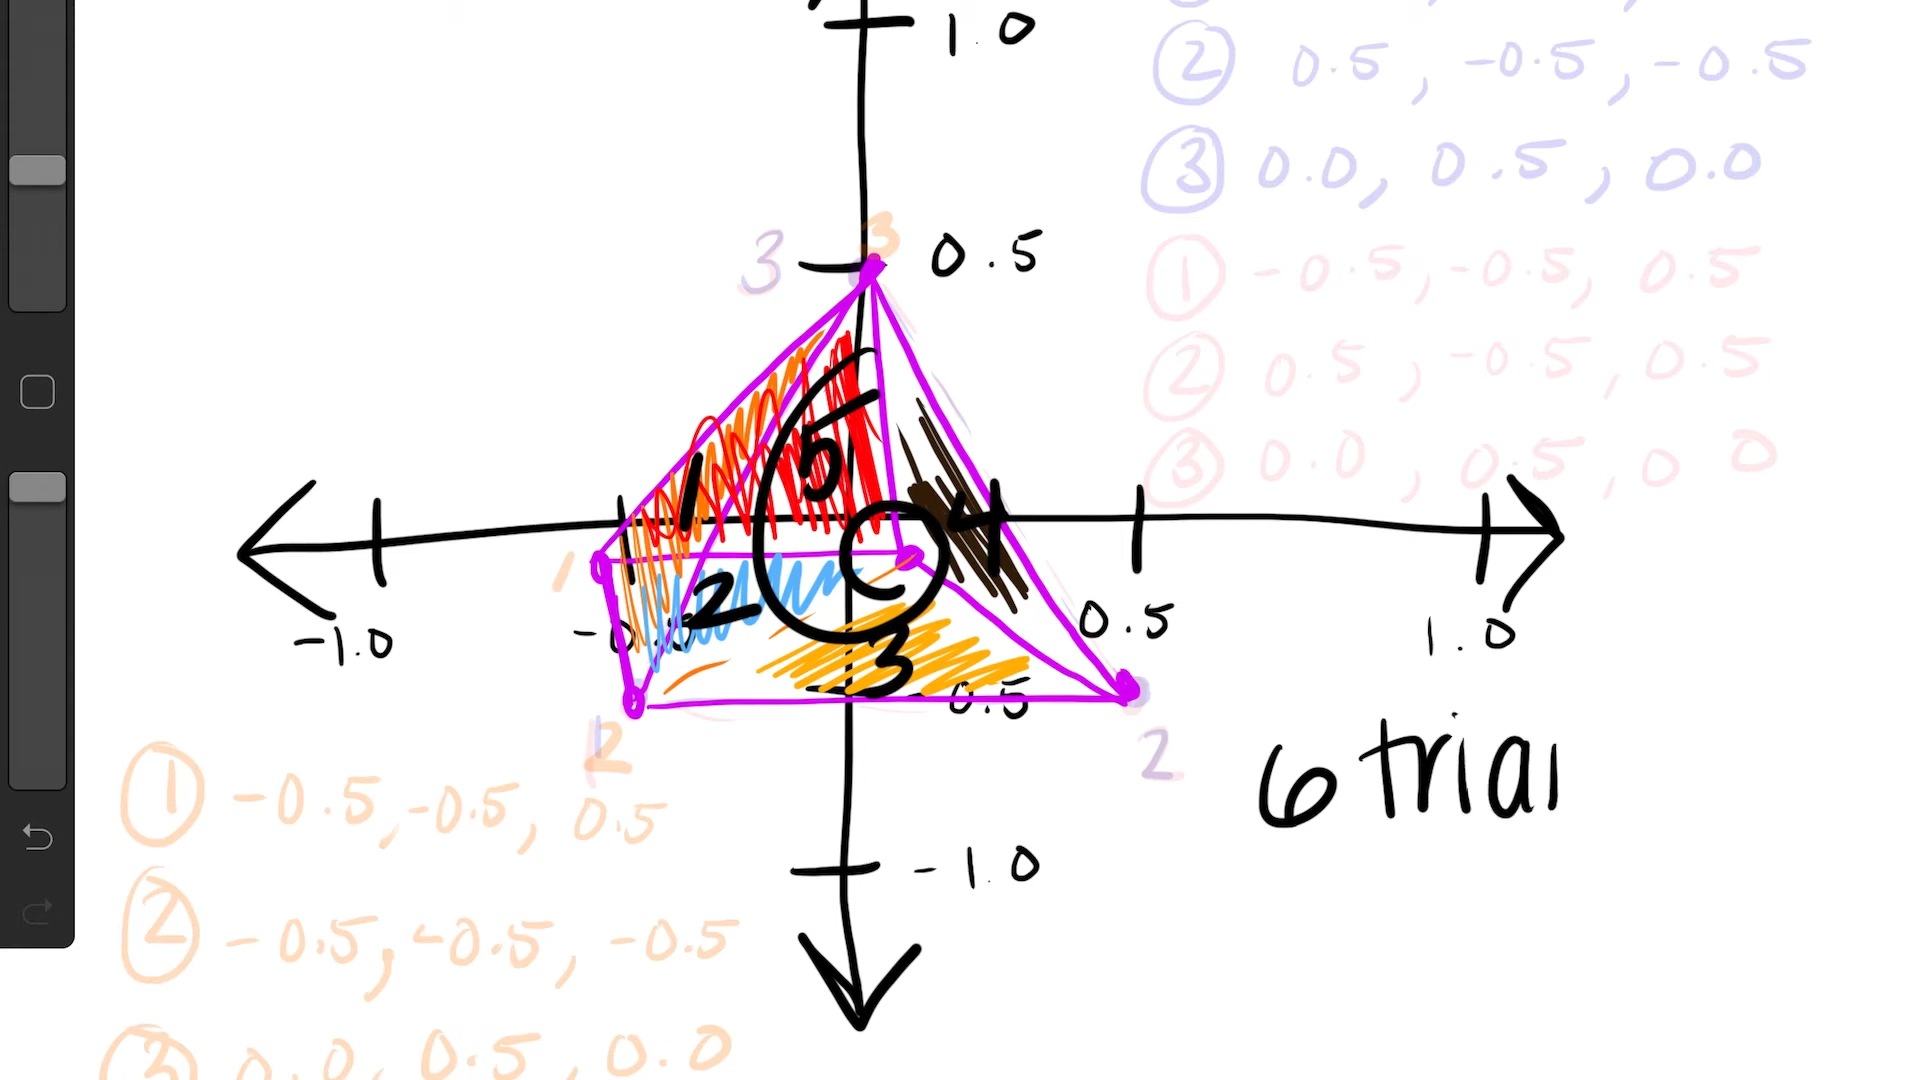 1.0
② 0.5, -0.5, -0.5
③ 0.0, 0.5, 0.0
3
3
0.5
① -0.5, -0.5, 0.5
② 0.5, -0.5, 0.5
③ 0.0, 0.5, 0 0
1
5
4
1
2
3
-1.0
0.5
1.0
-0.5
2
2
6 trial
① -0.5, -0.5, 0.5
-1.0
② -0.5, -0.5, -0.5
③ 0.0, 0.5, 0.0